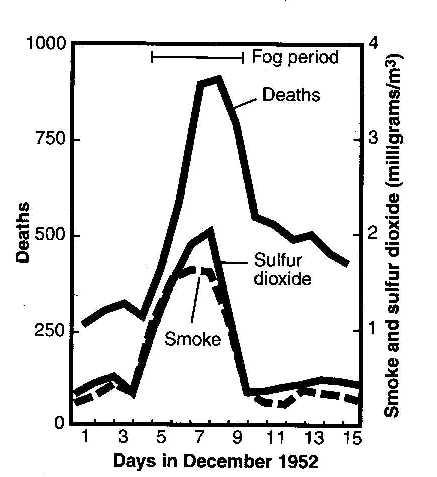 1000
750
500
250
0
Deaths
Fog period
Deaths
Sulfur
dioxide
Smoke
4
3
2
1
Smoke and sulfur dioxide (milligrams/m³)
1 3 5 7 9 11 13 15
Days in December 1952